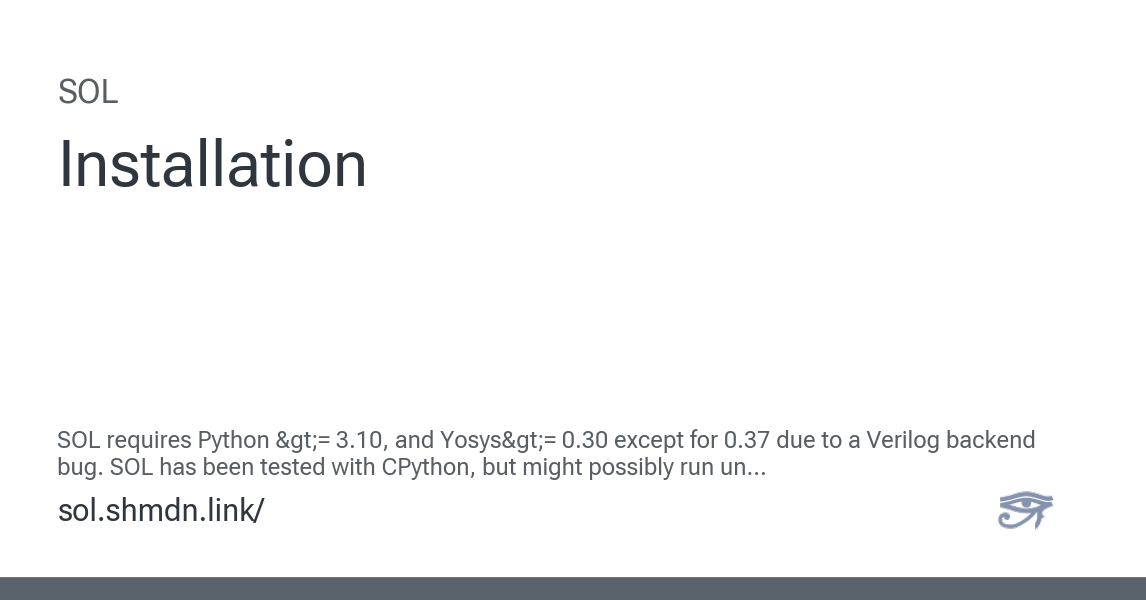 SOL
Installation
SOL requires Python &gt;= 3.10, and Yosys&gt;= 0.30 except for 0.37 due to a Verilog backend
bug. SOL has been tested with CPython, but might possibly run un...
sol.shmdn.link/